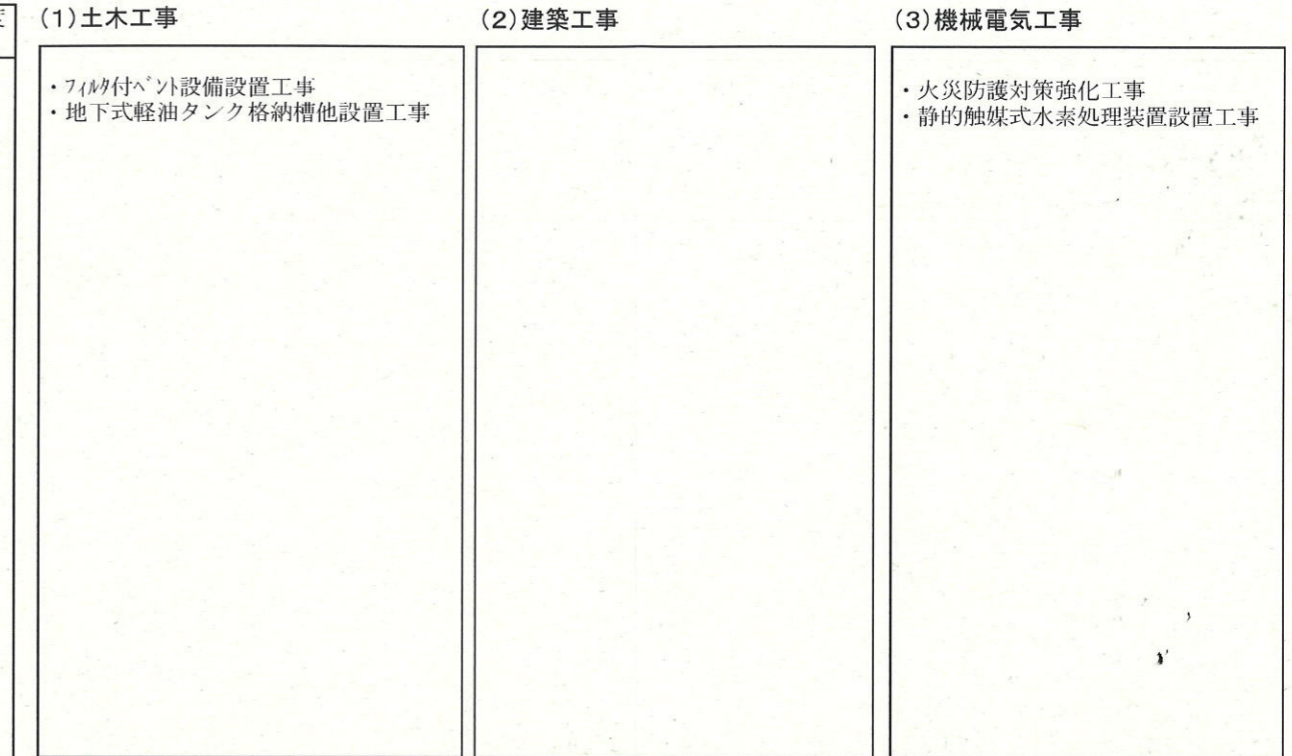 (1)土木工事
・フィルタ付ベント設備設置工事
・地下式軽油タンク格納槽他設置工事
(2)建築工事
(3)機械電気工事
・火災防護対策強化工事
・静的触媒式水素処理装置設置工事